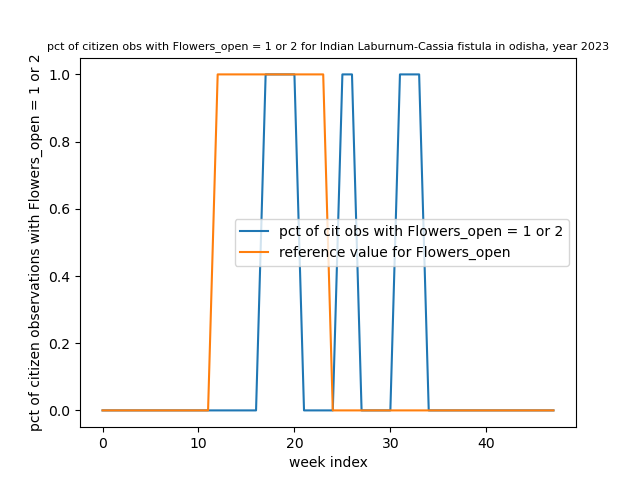 pct of citizen obs with Flowers_open = 1 or 2 for Indian Laburnum-Cassia fistula in odisha, year 2023
pct of citizen observations with Flowers_open = 1 or 2
1.0
0.8
0.6
0.4
0.2
0.0
pct of cit obs with Flowers_open = 1 or 2
reference value for Flowers_open
0 10 20 30 40
week index